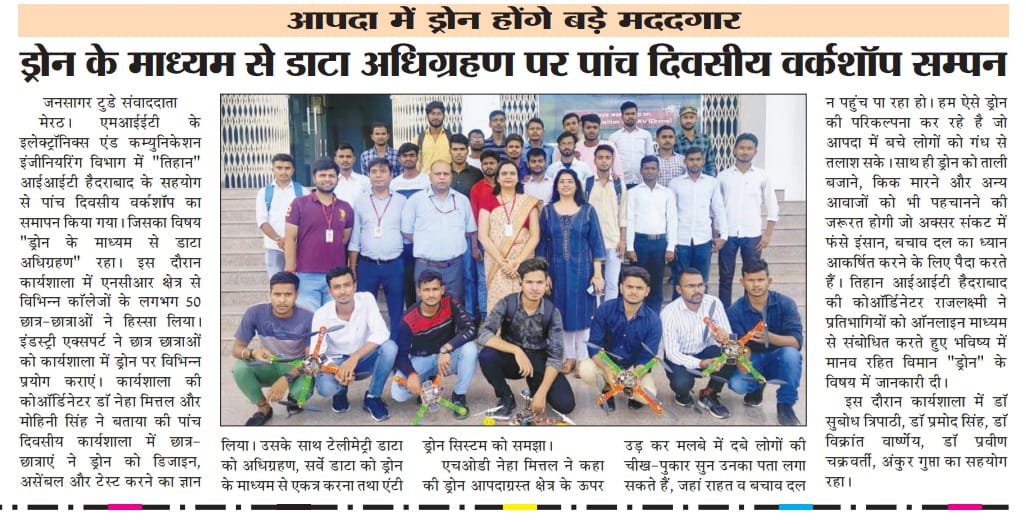 आपदा में ड्रोन होंगे बड़े मददगार
ड्रोन के माध्यम से डाटा अधिग्रहण पर पांच दिवसीय वर्कशॉप सम्पन
जनसागर टुडे संवाददाता
मेरठ। एमआईईटी के
इलेक्ट्रॉनिक्स एंड कम्युनिकेशन
इंजीनियरिंग विभाग में "तिहान"
आईआईटी हैदराबाद के सहयोग
से पांच दिवसीय वर्कशॉप का
समापन किया गया। जिसका विषय
"ड्रोन के माध्यम से डाटा
अधिग्रहण" रहा। इस दौरान
कार्यशाला में एनसीआर क्षेत्र से
विभिन्न कॉलेजों के लगभग 50
छात्र-छात्राओं ने हिस्सा लिया।
इंडस्ट्री एक्सपर्ट ने छात्र छात्राओं
को कार्यशाला में ड्रोन पर विभिन्न
प्रयोग कराएं। कार्यशाला की
कोऑर्डिनेटर डॉ नेहा मित्तल और
मोहिनी सिंह ने बताया की पांच
दिवसीय कार्यशाला में छात्र-
छात्राएं ने ड्रोन को डिजाइन,
असेंबल और टेस्ट करने का ज्ञान
लिया। उसके साथ टेलीमेट्री डाटा
को अधिग्रहण, सर्वे डाटा को ड्रोन
के माध्यम से एकत्र करना तथा एंटी
ड्रोन सिस्टम को समझा।
एचओडी नेहा मित्तल ने कहा
की ड्रोन आपदाग्रस्त क्षेत्र के ऊपर
उड़ कर मलबे में दबे लोगों की
चीख-पुकार सुन उनका पता लगा
सकते हैं, जहां राहत व बचाव दल
न पहुंच पा रहा हो। हम ऐसे ड्रोन
की परिकल्पना कर रहे है जो
आपदा में बचे लोगों को गंध से
तलाश सके। साथ ही ड्रोन को ताली
बजाने, किक मारने और अन्य
आवाजों को भी पहचानने की
जरूरत होगी जो अक्सर संकट में
फंसे इंसान, बचाव दल का ध्यान
आकर्षित करने के लिए पैदा करते
हैं। तिहान आईआईटी हैदराबाद
की कोऑर्डिनेटर राजलक्ष्मी ने
प्रतिभागियों को ऑनलाइन माध्यम
से संबोधित करते हुए भविष्य में
मानव रहित विमान "ड्रोन" के
विषय में जानकारी दी।
इस दौरान कार्यशाला में डॉ
सुबोध त्रिपाठी, डॉ प्रमोद सिंह, डॉ
विक्रांत वार्ष्णेय, डॉ प्रवीण
चक्रवर्ती, अंकुर गुप्ता का सहयोग
रहा।